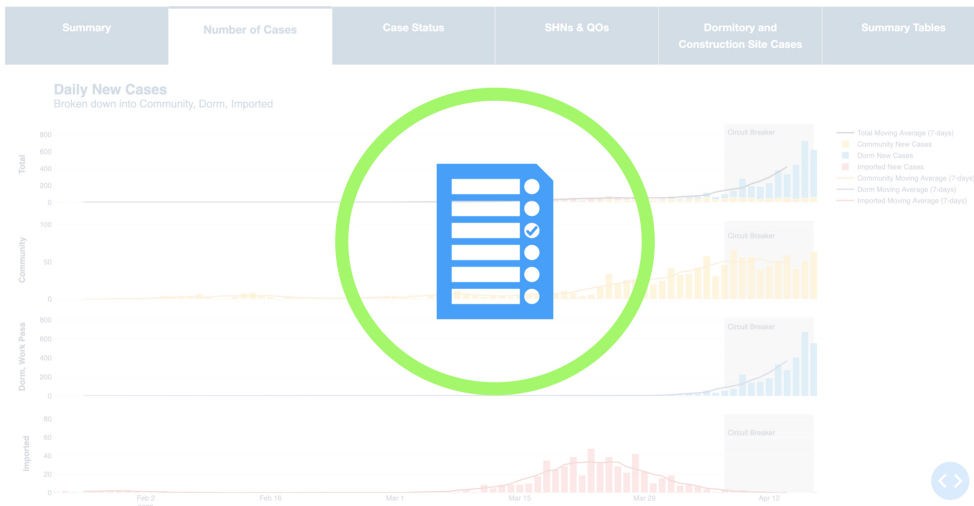 Summary
Number of Cases
Case Status
SHNs & QOs
Dormitory and
Construction Site Cases
Summary Tables
Daily New Cases
Broken down into Community, Dorm, Imported
Total
800
600
400
200
0
Circuit Breaker
Total Moving Average (7-days)
Community New Cases
Dorm New Cases
Imported New Cases
Community Moving Average (7-days)
Dorm Moving Average (7-days)
Imported Moving Average (7-days)
Community
100
50
0
Circuit Breaker
Dorm, Work Pass
800
600
400
200
0
Circuit Breaker
Imported
80
60
40
20
0
Circuit Breaker
Feb 2
Feb 16
Mar 1
Mar 15
Mar 29
Apr 12